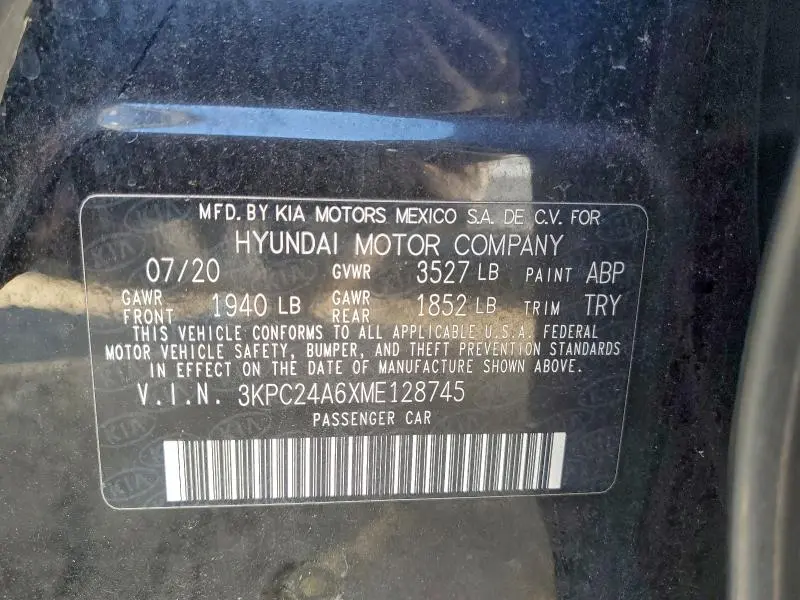 MFD. BY KIA MOTORS MEXICO S.A. DE C.V. FOR
HYUNDAI MOTOR COMPANY
07/20 GVWR 3527 LB PAINT ABP
GAWR FRONT 1940 LB GAWR REAR 1852 LB TRIM TRY
THIS VEHICLE CONFORMS TO ALL APPLICABLE U.S.A. FEDERAL
MOTOR VEHICLE SAFETY, BUMPER, AND THEFT PREVENTION STANDARDS
IN EFFECT ON THE DATE OF MANUFACTURE SHOWN ABOVE.
V.I.N. 3KPC24A6XME128745
PASSENGER CAR